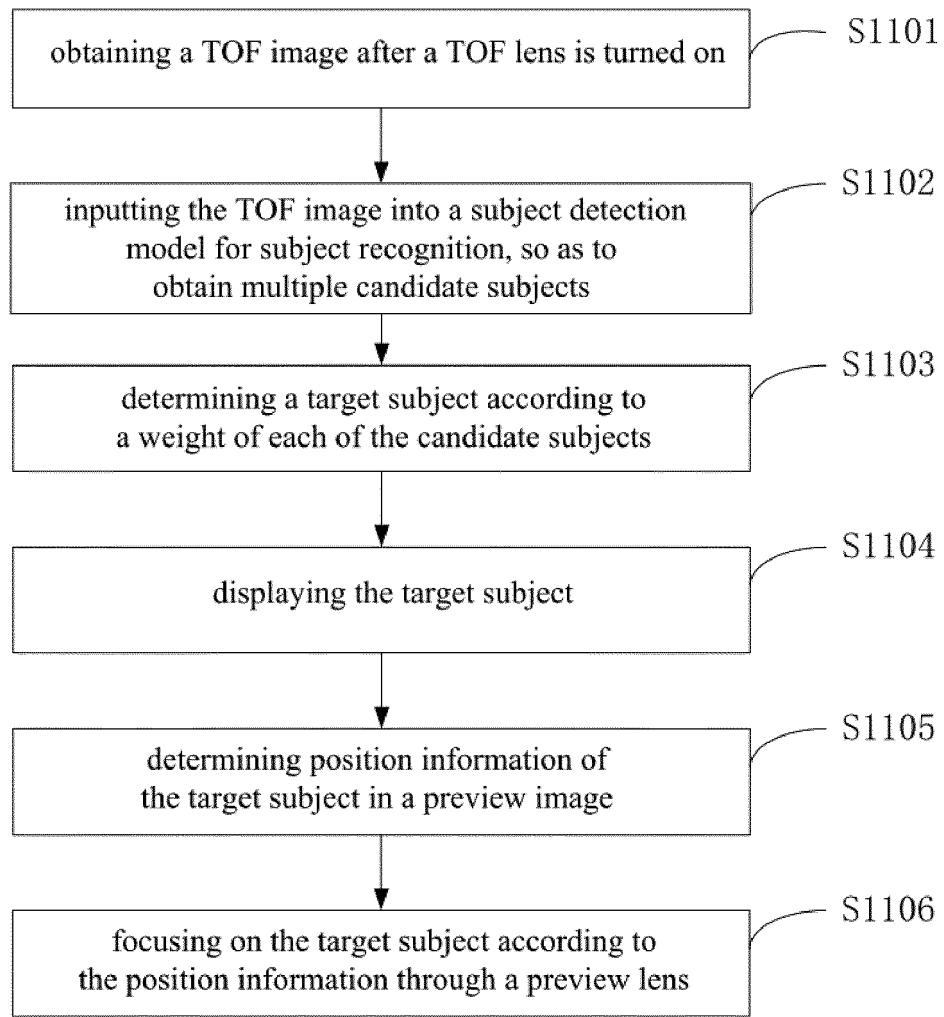 obtaining a TOF image after a TOF lens is turned on
S1101
inputting the TOF image into a subject detection
model for subject recognition, so as to
obtain multiple candidate subjects
S1102
determining a target subject according to
a weight of each of the candidate subjects
S1103
displaying the target subject
S1104
determining position information of
the target subject in a preview image
S1105
focusing on the target subject according to
the position information through a preview lens
S1106